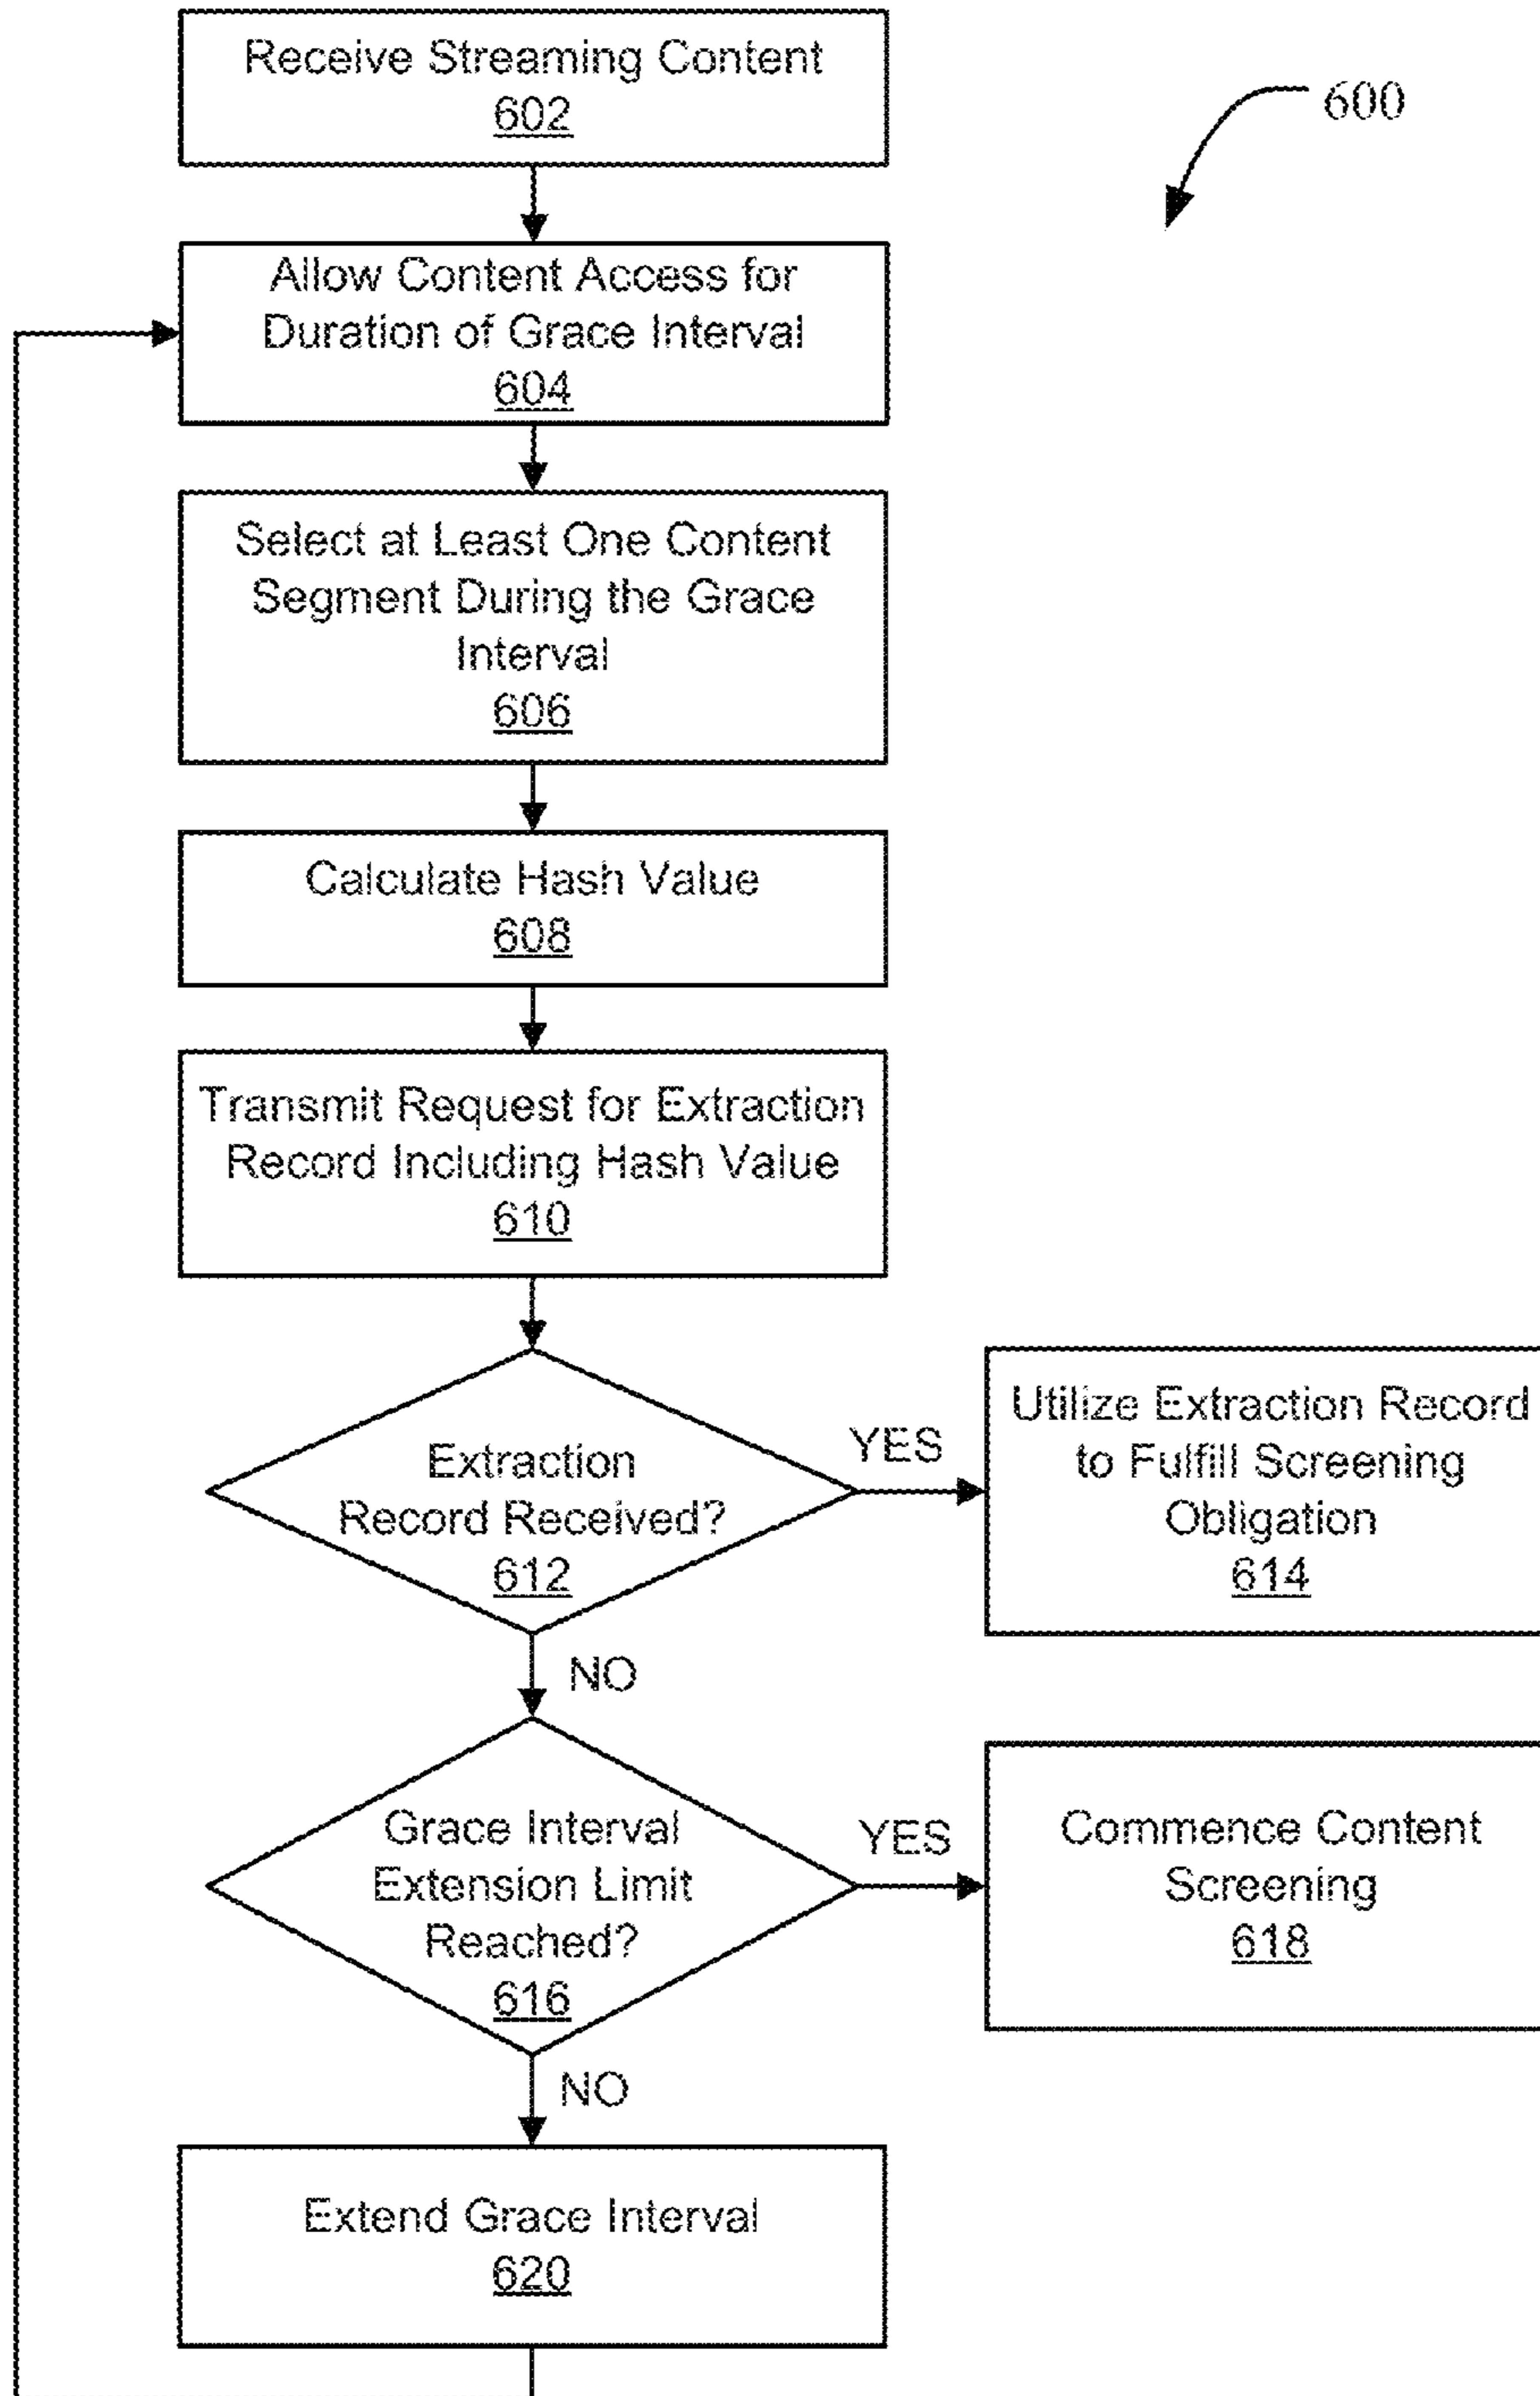 Receive Streaming Content
602
600
Allow Content Access for
Duration of Grace Interval
604
Select at Least One Content
Segment During the Grace
Interval
606
Calculate Hash Value
608
Transmit Request for Extraction
Record Including Hash Value
610
Extraction
Record Received?
612
YES
Utilize Extraction Record
to Fulfill Screening
Obligation
614
NO
Grace Interval
Extension Limit
Reached?
616
YES
Commence Content
Screening
618
NO
Extend Grace Interval
620